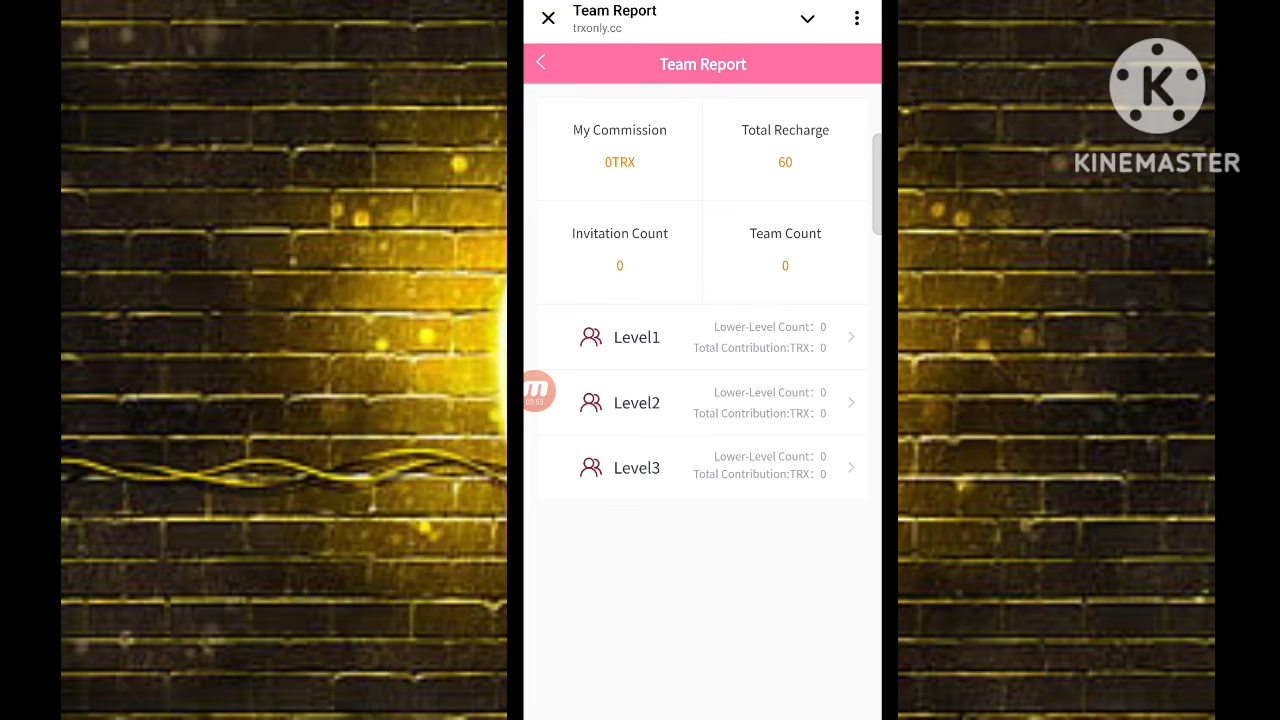 Team Report
trxonly.cc
Team Report
My Commission
0TRX
Total Recharge
60
Invitation Count
0
Team Count
0
Level1
Lower-Level Count： 0
Total Contribution:TRX： 0
Level2
Lower-Level Count： 0
Total Contribution:TRX： 0
Level3
Lower-Level Count： 0
Total Contribution:TRX： 0
m
03:53
K
KINEMASTER